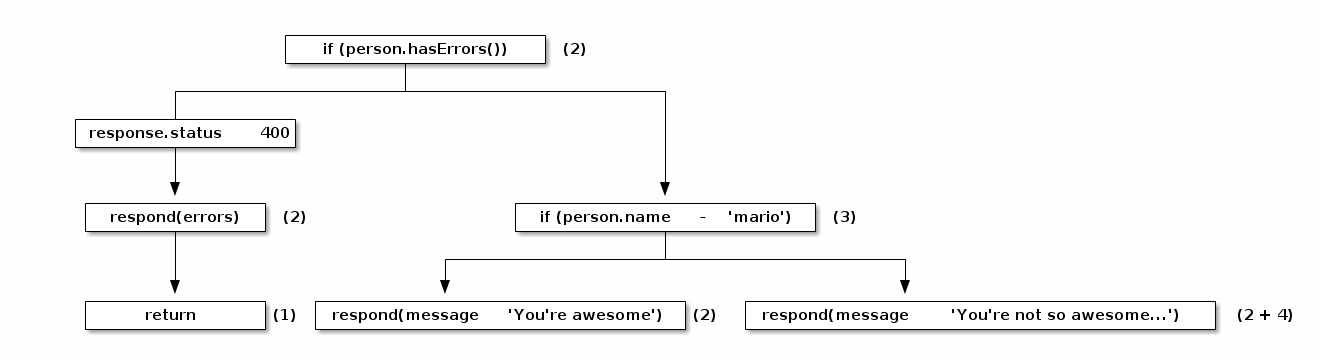 if (person.hasErrors()) (2)
response.status 400
respond(errors) (2)
if (person.name - 'mario') (3)
return (1)
respond(message 'You're awesome') (2)
respond(message 'You're not so awesome...') (2 + 4)